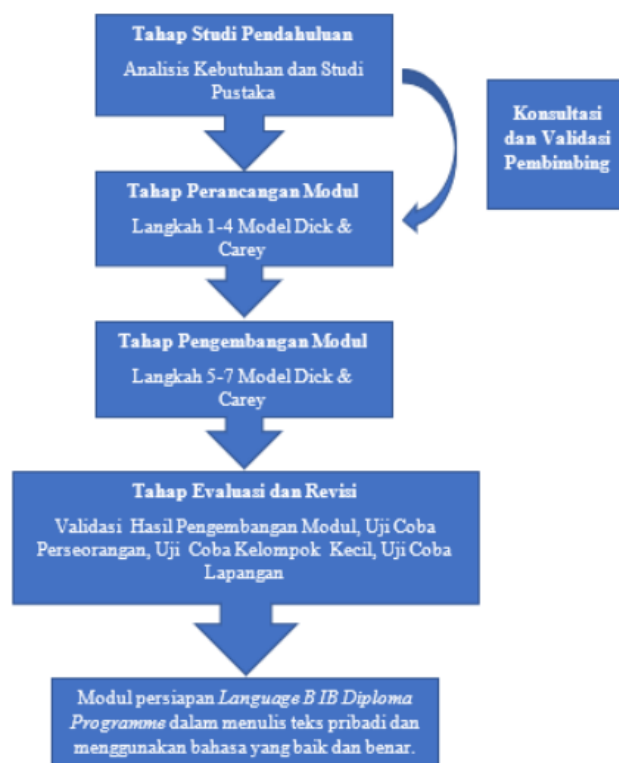 Tahap Studi Pendahuluan
Analisis Kebutuhan dan Studi
Pustaka
Konsultasi
dan Validasi
Pembimbing
Tahap Perancangan Modul
Langkah 1-4 Model Dick &
Carey
Tahap Pengembangan Modul
Langkah 5-7 Model Dick &
Carey
Tahap Evaluasi dan Revisi
Validasi Hasil Pengembangan Modul, Uji Coba
Perseorangan, Uji Coba Kelompok Kecil, Uji Coba
Lapangan
Modul persiapan Language B IB Diploma
Programme dalam menulis teks pribadi dan
menggunakan bahasa yang baik dan benar.